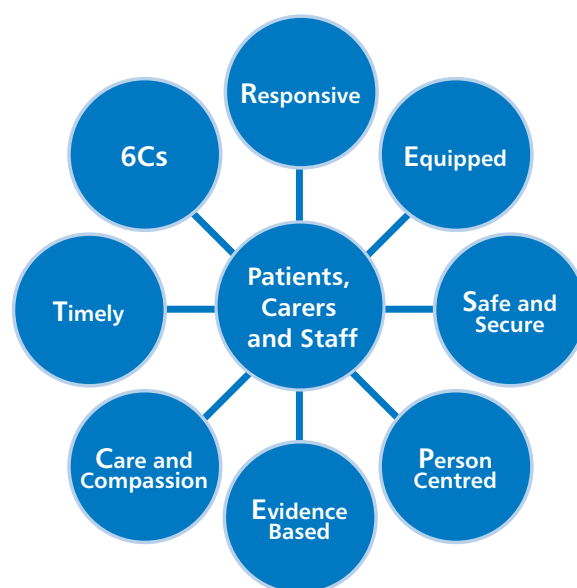 Responsive
Equipped
Safe and
Secure
Person
Centred
Evidence
Based
Care and
Compassion
Timely
6Cs
Patients,
Carers
and Staff